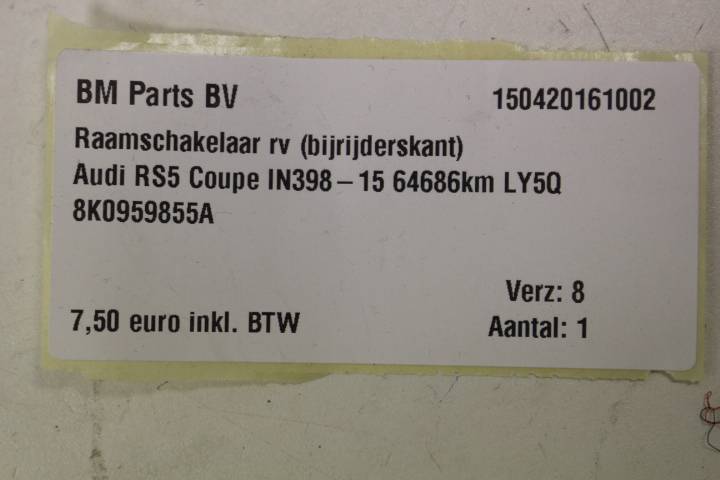 BM Parts BV 150420161002
Raamschakelaar rv (bijrijderskant)
Audi RS5 Coupe IN398-15 64686km LY5Q
8K0959855A
Verz: 8
7,50 euro inkl. BTW Aantal: 1